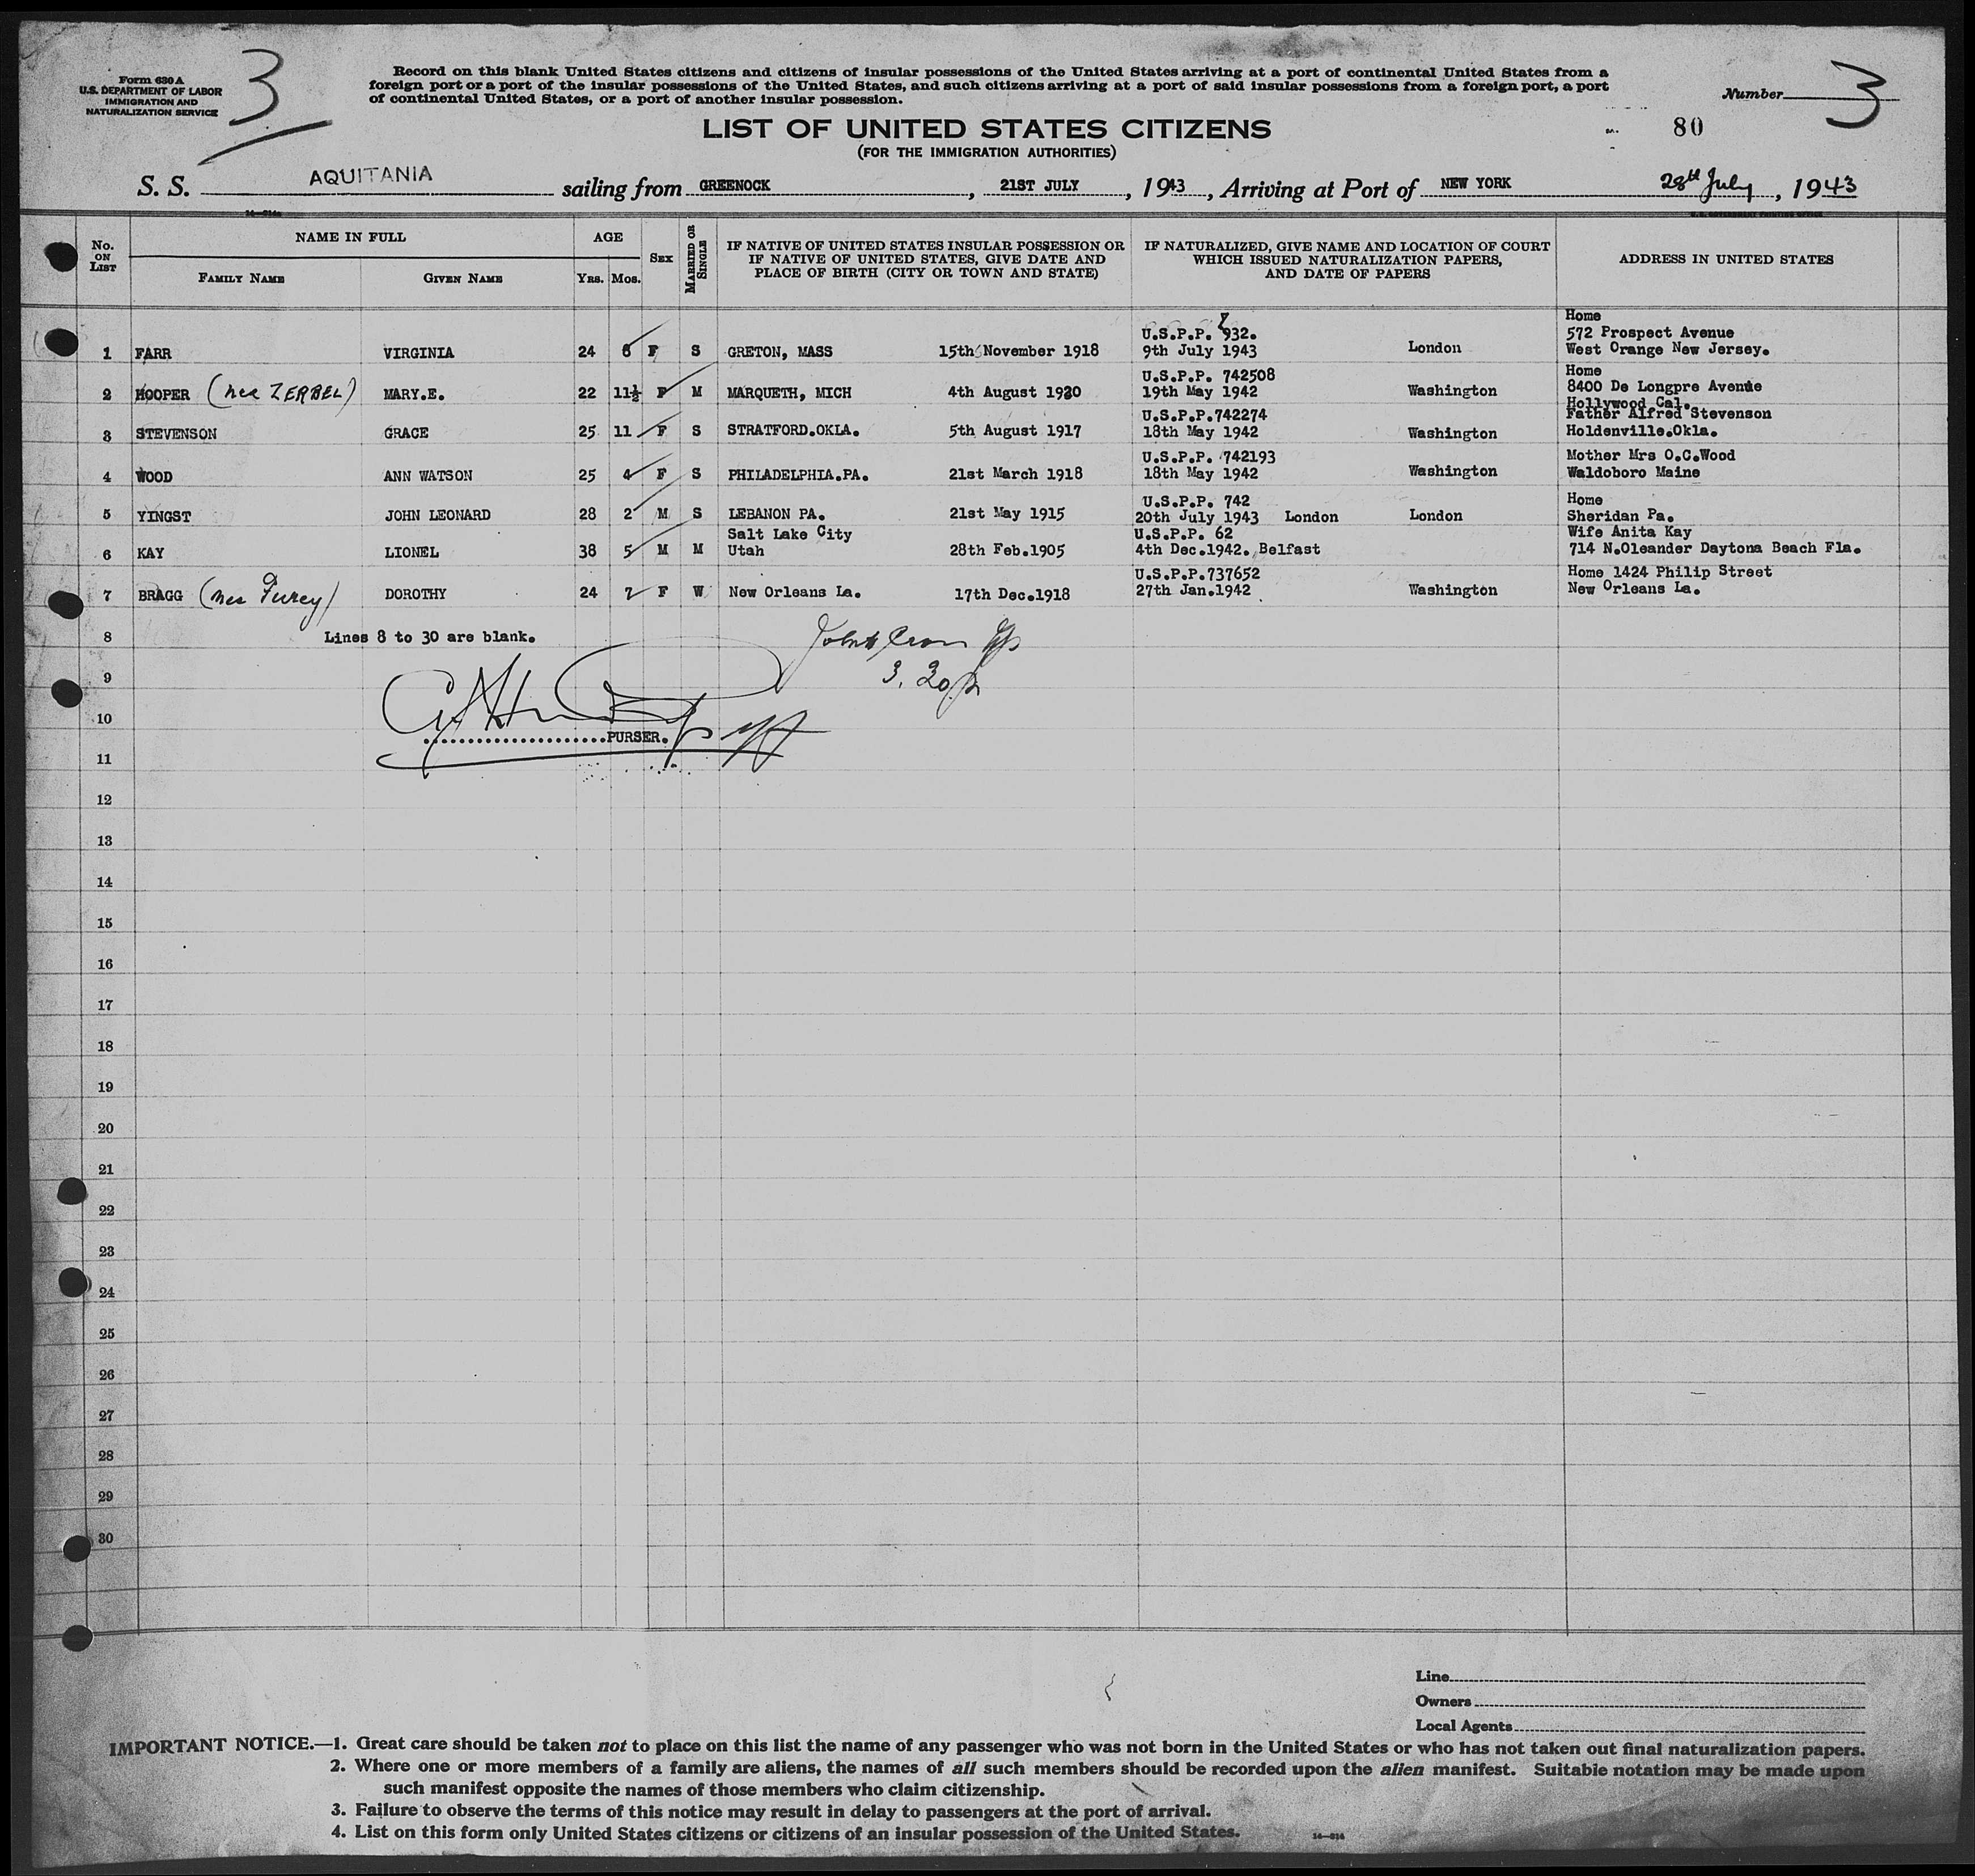 Form 630 A
U.S. DEPARTMENT OF LABOR
IMMIGRATION AND
NATURALIZATION SERVICE
3
Record on this blank United States citizens and citizens of insular possessions of the United States arriving at a port of continental United States from a
foreign port or a port of the insular possessions of the United States, and such citizens arriving at a port of said insular possessions from a foreign port, a port
of continental United States, or a port of another insular possession.
Number 3
80
LIST OF UNITED STATES CITIZENS
(FOR THE IMMIGRATION AUTHORITIES)
S. S. AQUITANIA sailing from GREENOCK, 21ST JULY, 1943, Arriving at Port of NEW YORK 28th July, 1943
No. ON LIST
NAME IN FULL
FAMILY NAME
GIVEN NAME
AGE
YRS. MOS.
SEX
MARRIED OR SINGLE
IF NATIVE OF UNITED STATES INSULAR POSSESSION OR
IF NATIVE OF UNITED STATES, GIVE DATE AND
PLACE OF BIRTH (CITY OR TOWN AND STATE)
IF NATURALIZED, GIVE NAME AND LOCATION OF COURT
WHICH ISSUED NATURALIZATION PAPERS,
AND DATE OF PAPERS
ADDRESS IN UNITED STATES
1 FARR VIRGINIA 24 8 F S GRETON, MASS 15th November 1918
U.S.P.P. 932.
9th July 1943 London
Home
572 Prospect Avenue
West Orange New Jersey.
2 HOOPER (nee ZERBEL) MARY.E. 22 11½ F M MARQUETH, MICH 4th August 1920
U.S.P.P. 742508
19th May 1942 Washington
Home
8400 De Longpre Avenue
Hollywood Cal.
3 STEVENSON GRACE 25 11 F S STRATFORD.OKLA. 5th August 1917
U.S.P.P.742274
18th May 1942 Washington
Father Alfred Stevenson
Holdenville.Okla.
4 WOOD ANN WATSON 25 4 F S PHILADELPHIA.PA. 21st March 1918
U.S.P.P. 742193
18th May 1942 Washington
Mother Mrs O.C.Wood
Waldoboro Maine
5 YINGST JOHN LEONARD 28 2 M S LEBANON PA. 21st May 1915
U.S.P.P. 742
20th July 1943 London London
Home
Sheridan Pa.
6 KAY LIONEL 38 5 M M Salt Lake City
Utah 28th Feb.1905
U.S.P.P. 62
4th Dec.1942. Belfast
Wife Anita Kay
714 N.Oleander Daytona Beach Fla.
7 BRAGG (nee Furey) DOROTHY 24 7 F W New Orleans La. 17th Dec.1918
U.S.P.P.737652
27th Jan.1942 Washington
Home 1424 Philip Street
New Orleans La.
8 Lines 8 to 30 are blank.
9
3.20
10
PURSER.
11
12
13
14
15
16
17
18
19
20
21
22
23
24
25
26
27
28
29
30
Line
Owners
Local Agents
IMPORTANT NOTICE.—1. Great care should be taken not to place on this list the name of any passenger who was not born in the United States or who has not taken out final naturalization papers.
2. Where one or more members of a family are aliens, the names of all such members should be recorded upon the alien manifest. Suitable notation may be made upon
such manifest opposite the names of those members who claim citizenship.
3. Failure to observe the terms of this notice may result in delay to passengers at the port of arrival.
4. List on this form only United States citizens or citizens of an insular possession of the United States.